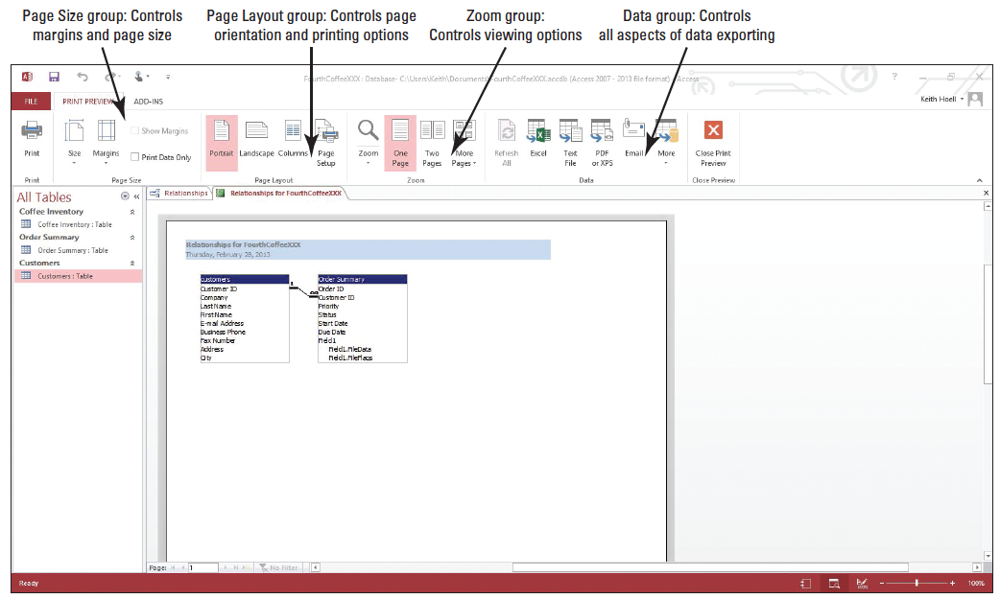 Page Size group: Controls
margins and page size
Page Layout group: Controls page
orientation and printing options
Zoom group:
Controls viewing options
Data group: Controls
all aspects of data exporting
FourthCoffeeXXX : Database- C:\Users\Keith\Documents\FourthCoffeeXXX.accdb (Access 2007 - 2013 file format) - Access
?
FILE
PRINT PREVIEW
ADD-INS
Keith Hoell
Print
Size
Margins
Show Margins
Print Data Only
Portrait
Landscape
Columns
Page
Setup
Zoom
One
Page
Two
Pages
More
Pages
Refresh
All
Excel
Text
File
PDF
or XPS
Email
More
Close Print
Preview
Print
Page Size
Page Layout
Zoom
Data
Close Preview
All Tables
Coffee Inventory
Coffee Inventory : Table
Order Summary
Order Summary : Table
Customers
Customers : Table
Relationships
Relationships for FourthCoffeeXXX
Relationships for FourthCoffeeXXX
Thursday, February 28, 2013
customers
Customer ID
Company
Last Name
First Name
E-mail Address
Business Phone
Fax Number
Address
City
1
∞
Order Summary
Order ID
Customer ID
Priority
Status
Start Date
Due Date
Field1
Field1.FileData
Field1.FileFlags
Page:
1
No Filter
Ready
100%